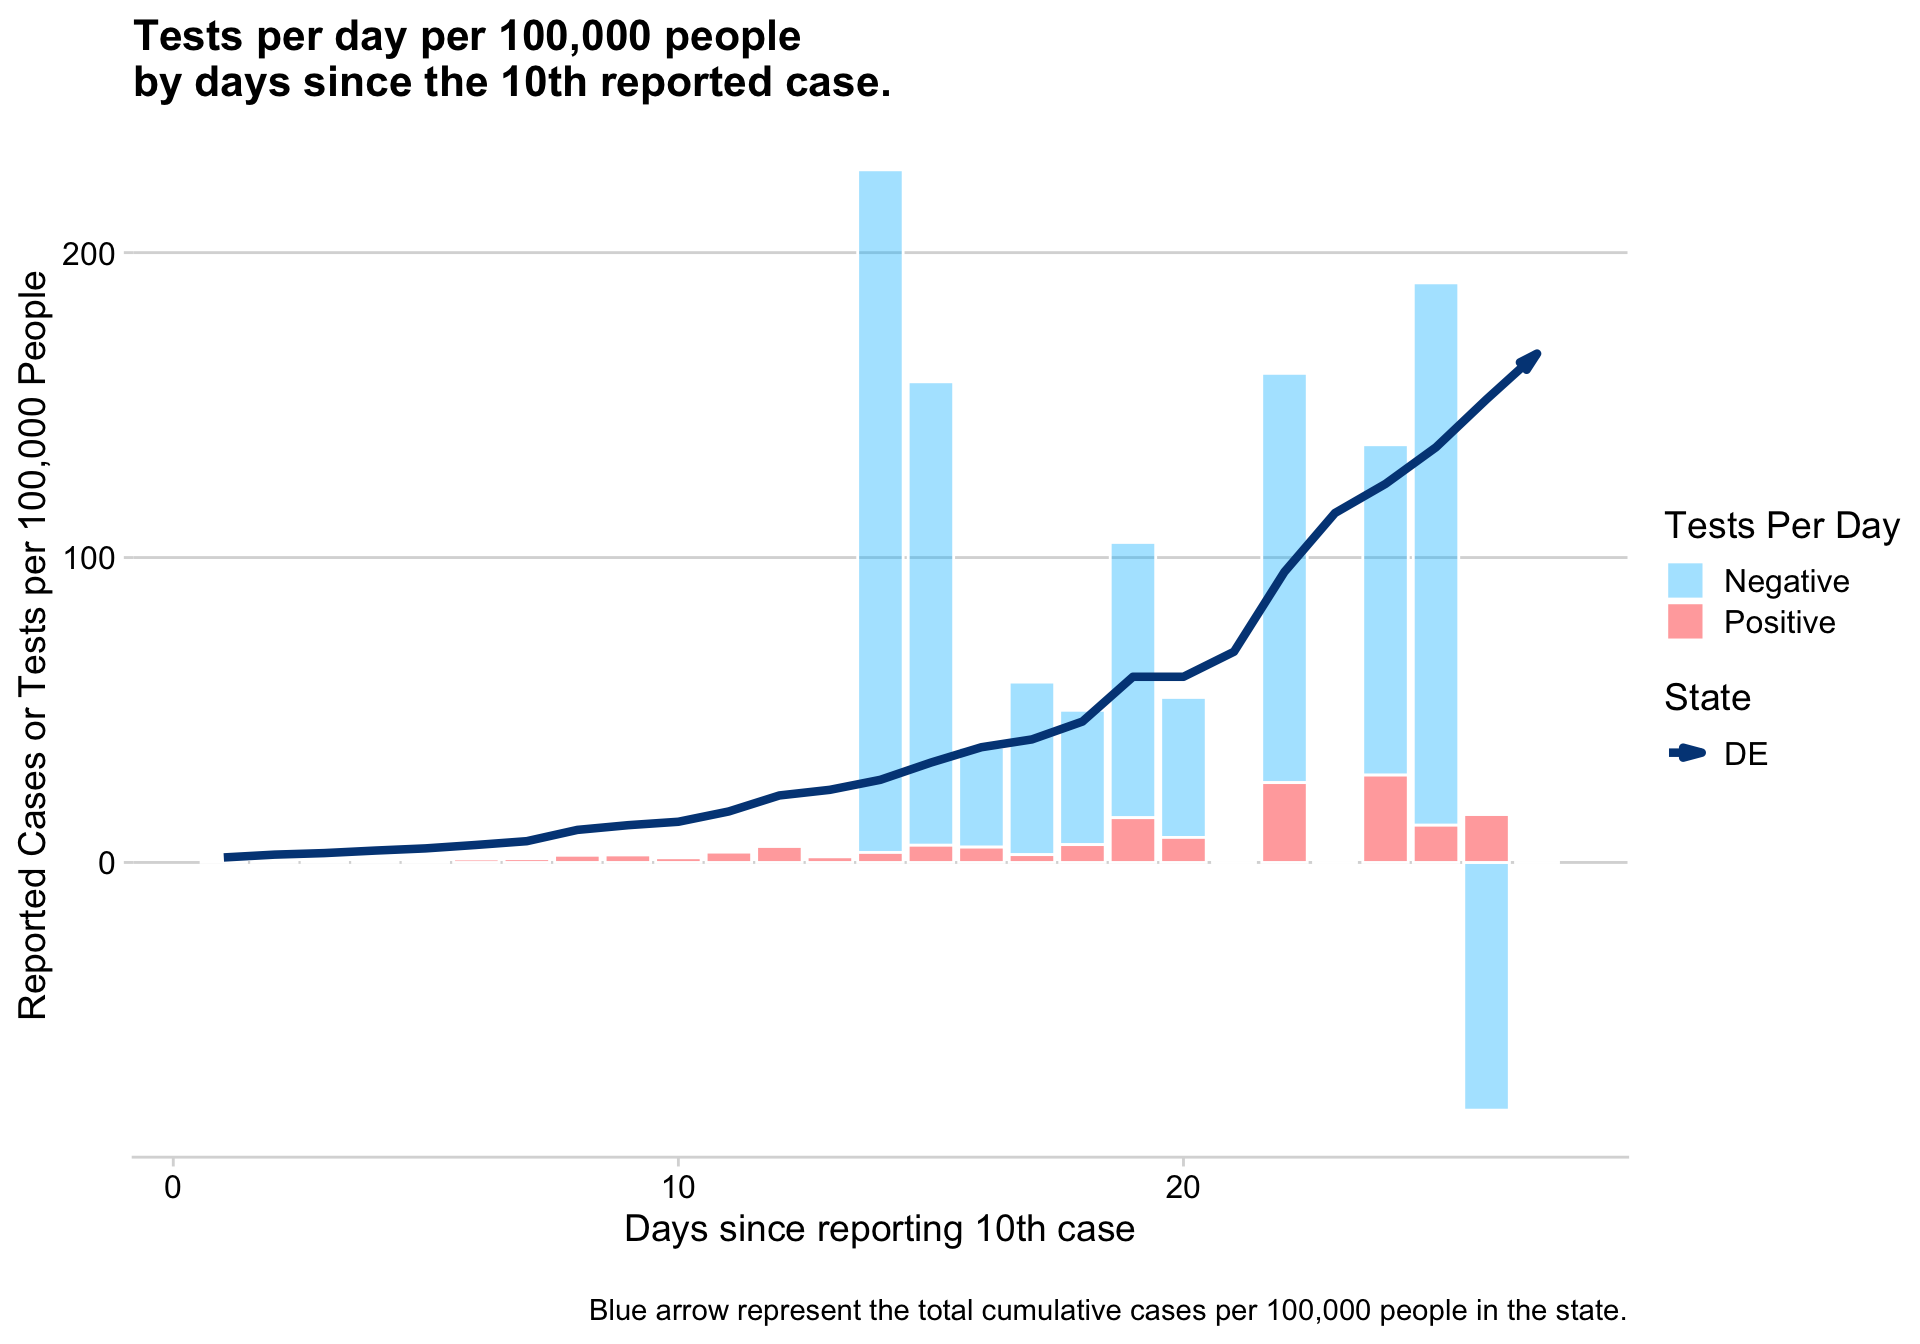 Tests per day per 100,000 people
by days since the 10th reported case.
Reported Cases or Tests per 100,000 People
200
100
0
0
10
20
Days since reporting 10th case
Tests Per Day
Negative
Positive
State
DE
Blue arrow represent the total cumulative cases per 100,000 people in the state.